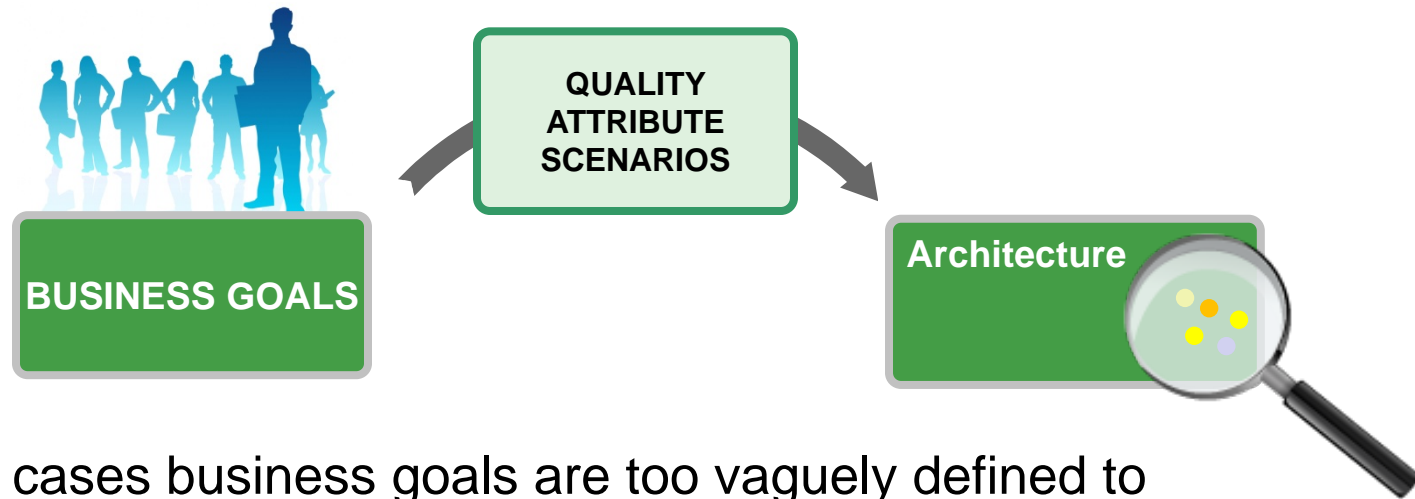 QUALITY
ATTRIBUTE
SCENARIOS
BUSINESS GOALS
Architecture
cases business goals are too vaguely defined to